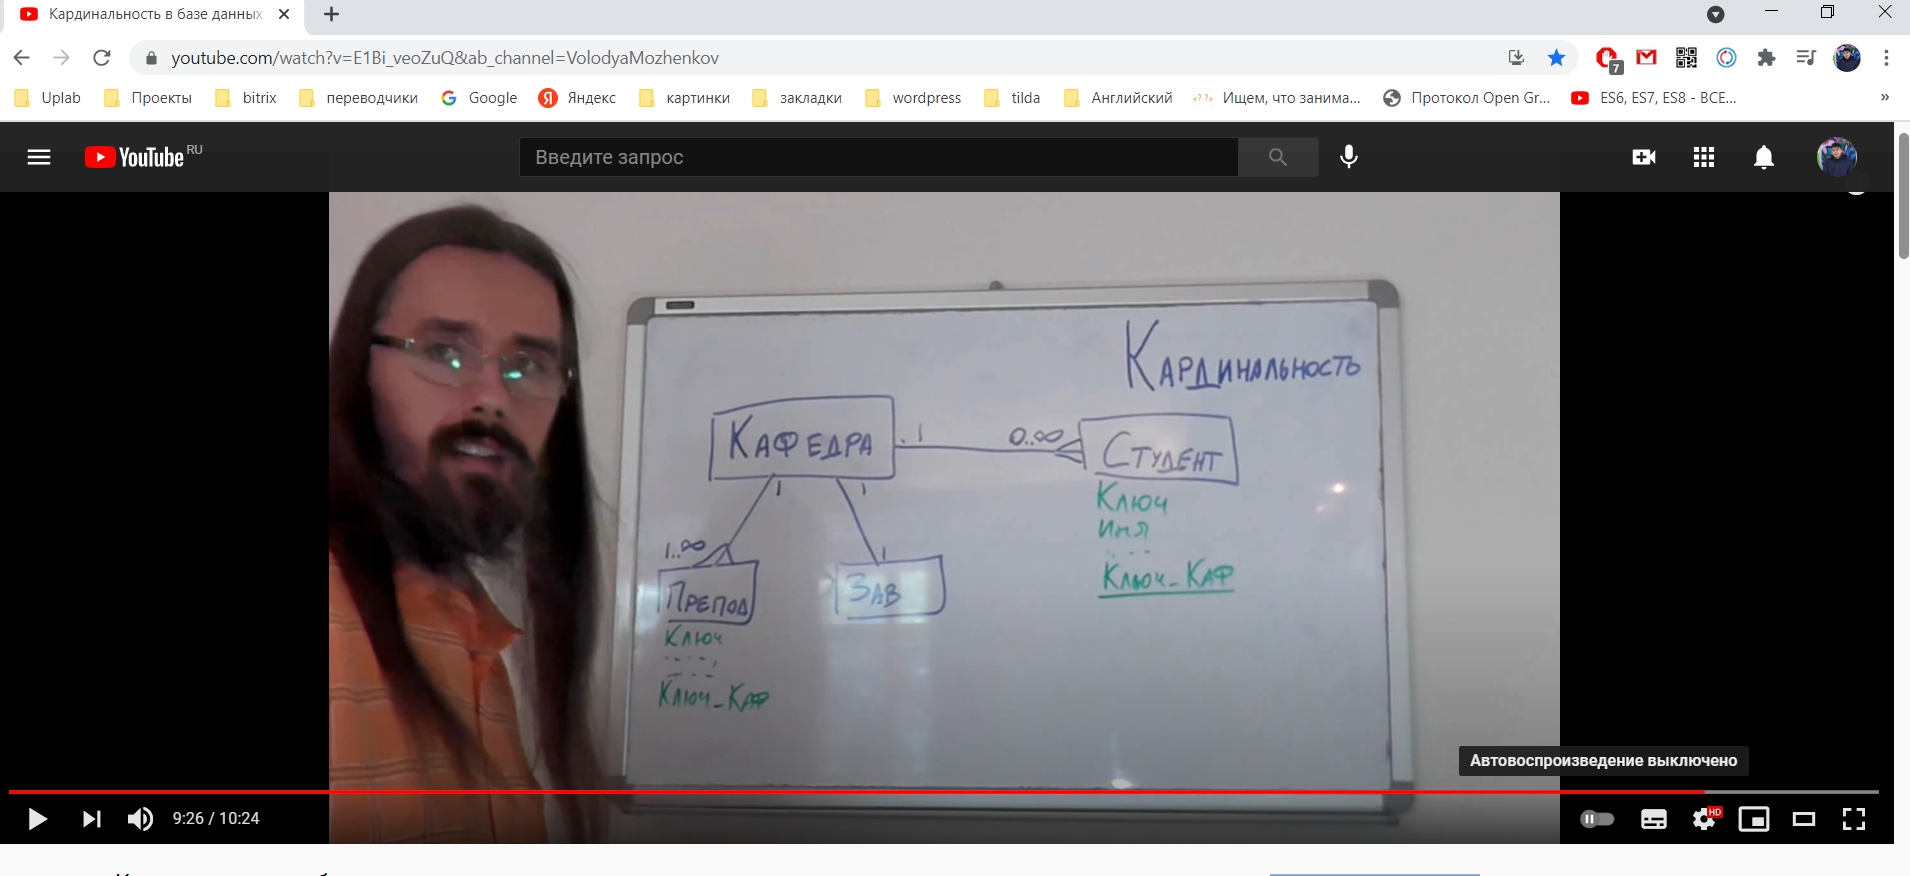 Кардинальность в базе данных
youtube.com/watch?v=E1Bi_veoZuQ&ab_channel=VolodyaMozhenkov
7
Uplab Проекты bitrix переводчики Google Яндекс картинки закладки wordpress tilda Английский Ищем, что занима... Протокол Open Gr... ES6, ES7, ES8 - ВСЕ... »
YouTube RU
Введите запрос
Кардинальность
Кафедра . 1 0..∞ Студент
Ключ
Имя
Ключ_Каф
1 1
1..∞ 1
Препод Зав
Ключ
Ключ_Каф
Автовоспроизведение выключено
9:26 / 10:24
HD